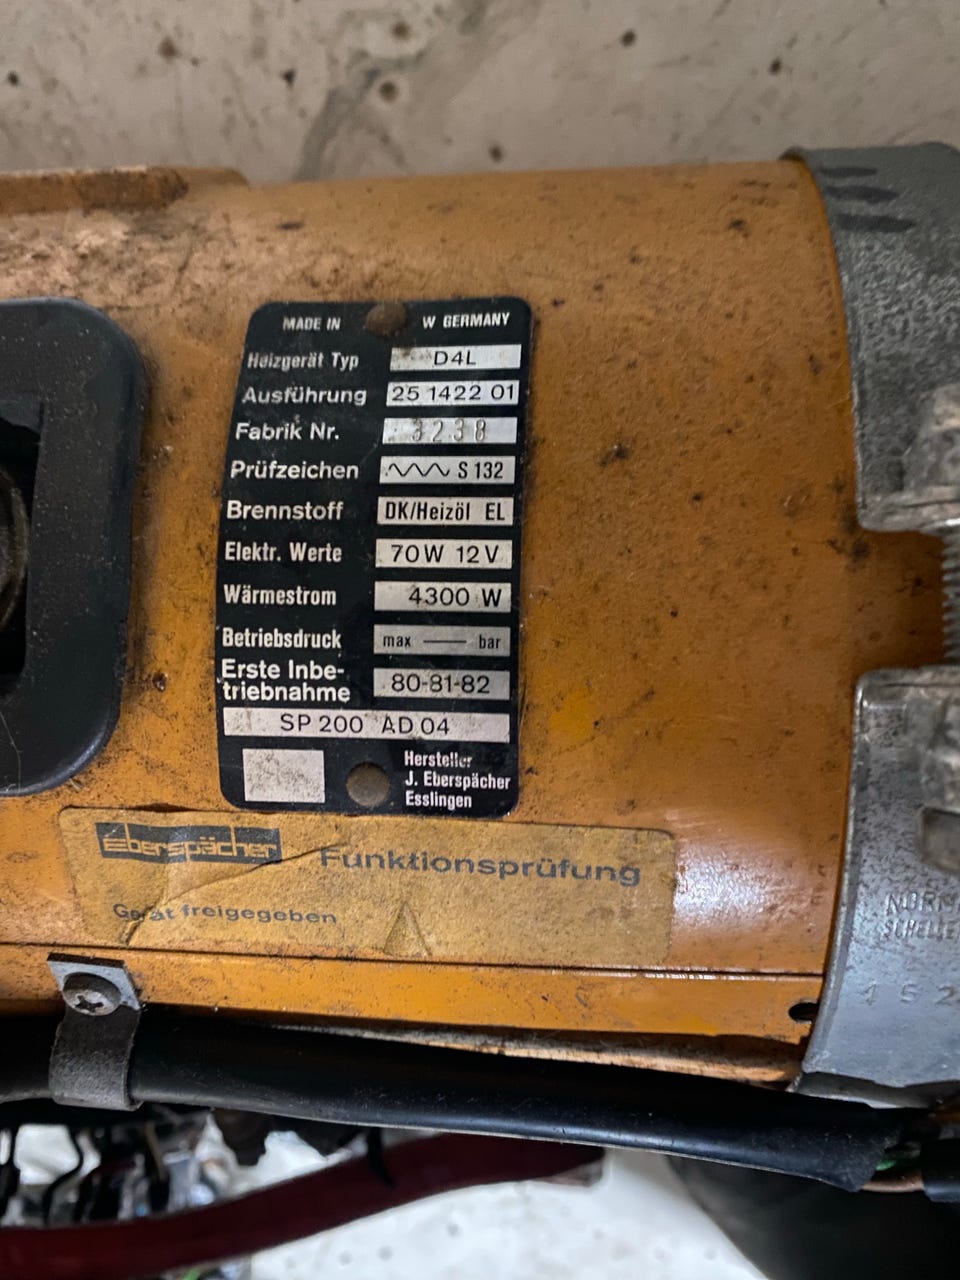 MADE IN W GERMANY
Heizgerät Typ D4L
Ausführung 25 1422 01
Fabrik Nr. 3238
Prüfzeichen S 132
Brennstoff DK/Heizöl EL
Elektr. Werte 70W 12V
Wärmestrom 4300 W
Betriebsdruck max — bar
Erste Inbe-
triebnahme 80-81-82
SP 200 AD 04
Hersteller
J. Eberspächer
Esslingen
eberspächer Funktionsprüfung
Gerät freigegeben
NORM